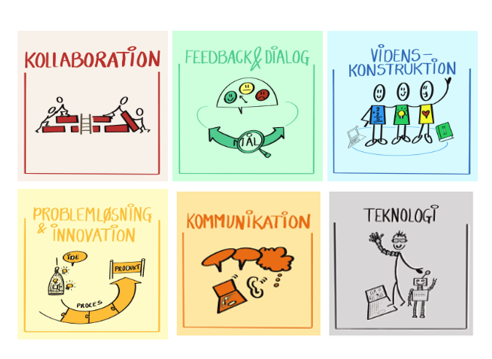 KOLLABORATION
FEEDBACK & DIALOG
MÅL
VIDENS-
KONSTRUKTION
PROBLEMLØSNING
& INNOVATION
IDE
PRODUKT
PROCES
KOMMUNIKATION
TEKNOLOGI